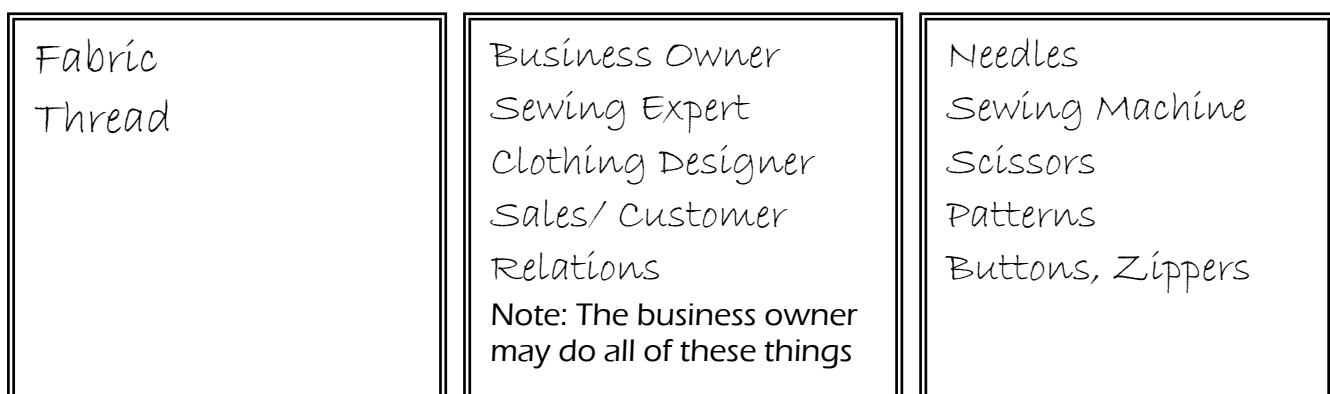 Fabric
Thread
Business Owner
Sewing Expert
Clothing Designer
Sales/ Customer
Relations
Note: The business owner
may do all of these things
Needles
Sewing Machine
Scissors
Patterns
Buttons, Zippers